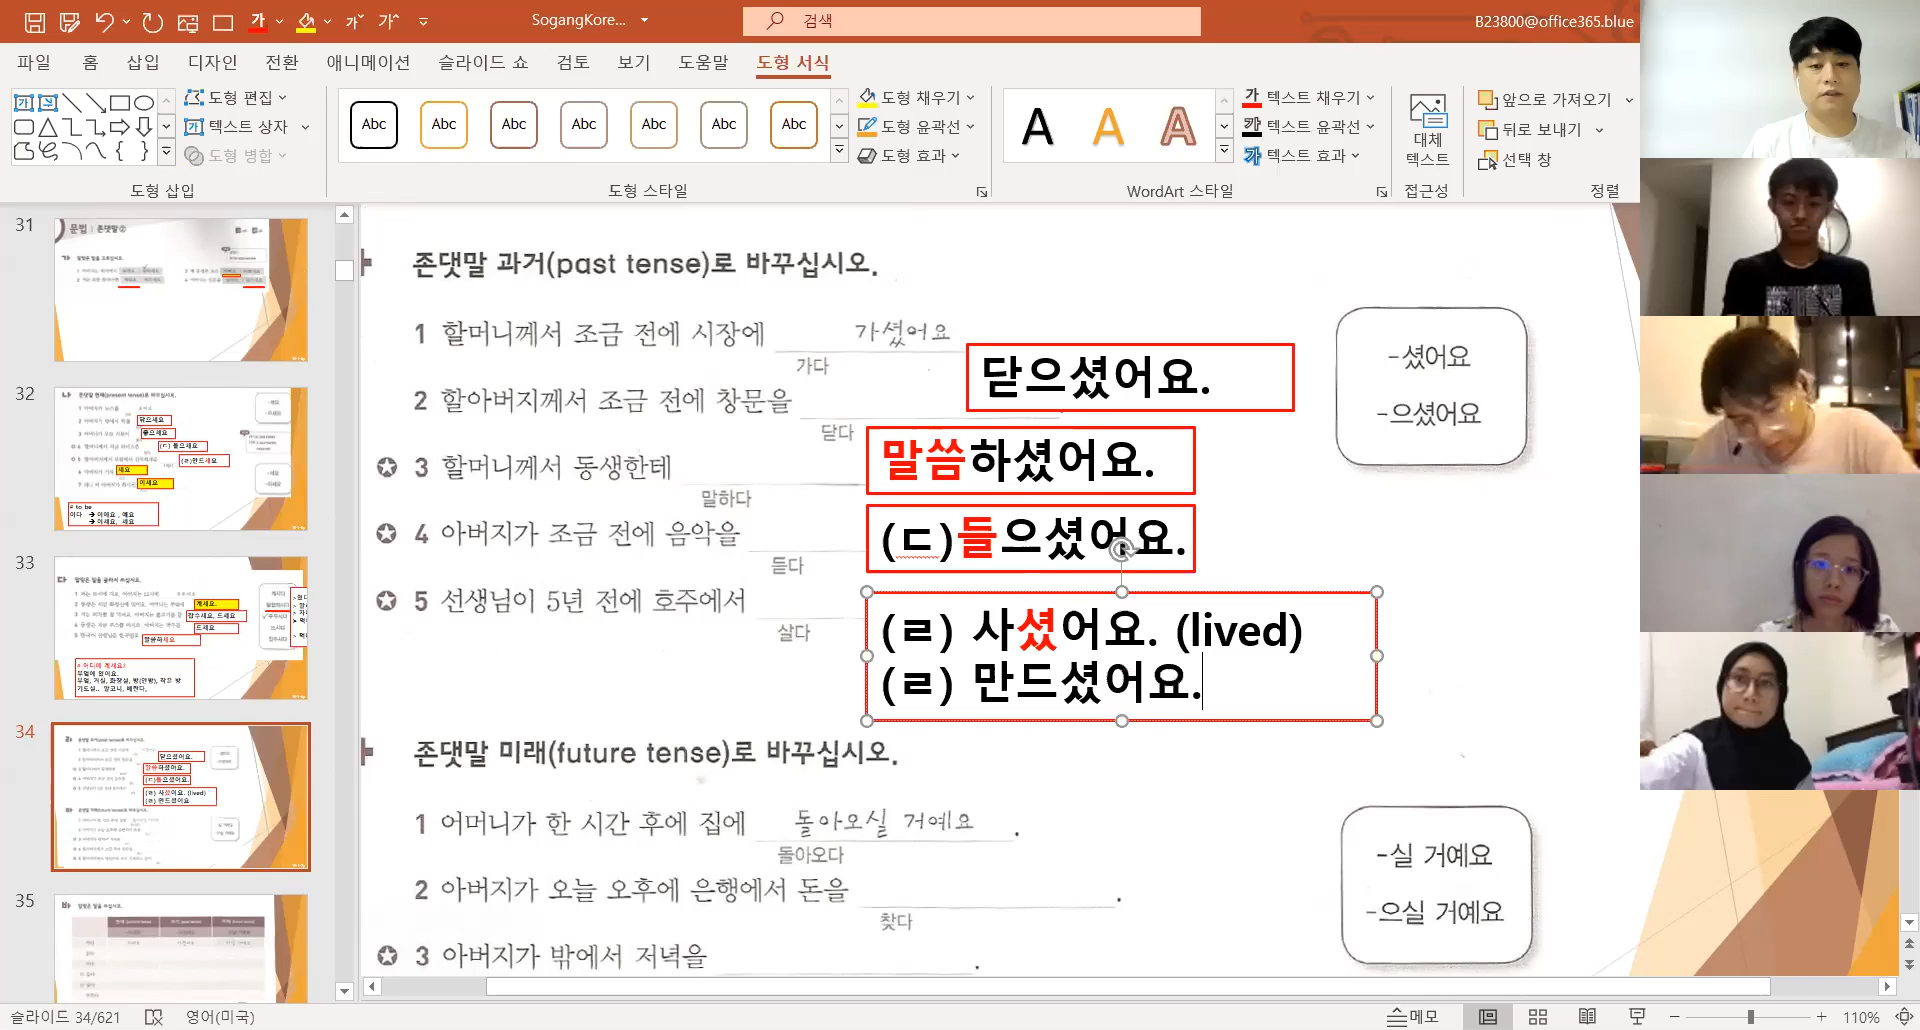 SogangKore...
검색
B23800@office365.blue
파일 홈 삽입 디자인 전환 애니메이션 슬라이드 쇼 검토 보기 도움말 도형 서식
도형 편집
텍스트 상자
도형 병합
도형 삽입
Abc Abc Abc Abc Abc Abc Abc
도형 채우기
도형 윤곽선
도형 효과
도형 스타일
A A A
텍스트 채우기
텍스트 윤곽선
텍스트 효과
WordArt 스타일
대체
텍스트
접근성
앞으로 가져오기
뒤로 보내기
선택 창
정렬
31
32
33
34
35
존댓말 과거(past tense)로 바꾸십시오.
1 할머니께서 조금 전에 시장에 가셨어요
가다
2 할아버지께서 조금 전에 창문을 닫으셨어요.
닫다
3 할머니께서 동생한테 말씀하셨어요.
말하다
4 아버지가 조금 전에 음악을 (ㄷ)들으셨어요.
듣다
5 선생님이 5년 전에 호주에서 (ㄹ) 사셨어요. (lived)
살다
(ㄹ) 만드셨어요.
-셨어요
-으셨어요
존댓말 미래(future tense)로 바꾸십시오.
1 어머니가 한 시간 후에 집에 돌아오실 거예요 .
돌아오다
2 아버지가 오늘 오후에 은행에서 돈을 .
찾다
3 아버지가 밖에서 저녁을 .
-실 거예요
-으실 거예요
슬라이드 34/621 영어(미국)
메모
110%